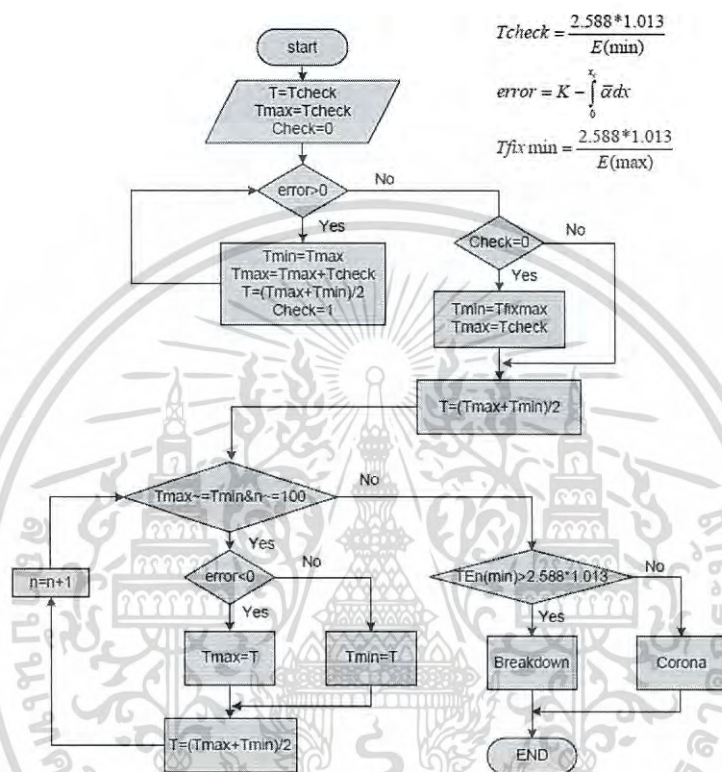 start
Tcheck = 2.588*1.013 / E(min)
T=Tcheck
Tmax=Tcheck
Check=0
error = K - ∫ ᾱdx
Tfix min = 2.588*1.013 / E(max)
error>0
No
Yes
Check=0
No
Yes
Tmin=Tmax
Tmax=Tmax+Tcheck
T=(Tmax+Tmin)/2
Check=1
Tmin=Tfixmax
Tmax=Tcheck
T=(Tmax+Tmin)/2
Tmax~=Tmin&n~=100
No
Yes
n=n+1
error<0
No
Yes
TEn(min)>2.588*1.013
No
Yes
Tmax=T
Tmin=T
Breakdown
Corona
T=(Tmax+Tmin)/2
END